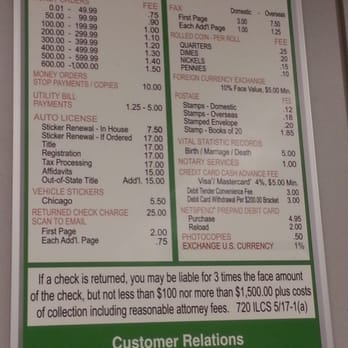 MONEY ORDERS FEE
0.01 - 49.99 .75
50.00 - 99.99 .90
100.00 - 199.99 1.00
200.00 - 299.99 1.10
300.00 - 399.99 1.20
400.00 - 499.99 1.30
500.00 - 599.99 1.40
600.00 -1,000.00 1.50
MONEY ORDERS
STOP PAYMENTS / COPIES 10.00
UTILITY BILL
PAYMENTS 1.25 - 5.00
AUTO LICENSE
Sticker Renewal - In House 7.50
Sticker Renewal - If Ordered 17.00
Title 17.00
Registration 17.00
Tax Processing 17.00
Affidavits 15.00
Out-of-State Title Add'l. 15.00
VEHICLE STICKERS
Chicago 5.50
RETURNED CHECK CHARGE 25.00
SCAN TO EMAIL
First Page 2.00
Each Add'l. Page .75
FAX Domestic - Overseas
First Page 3.00 7.50
Each Add'l Page 1.00 1.25
ROLLED COIN - PER ROLL FEE
QUARTERS .25
DIMES .20
NICKELS .20
PENNIES .15
.10
FOREIGN CURRENCY EXCHANGE
10% Face Value, $5.00 Min.
POSTAGE FEE
Stamps - Domestic .12
Stamps - Overseas .18
Stamped Envelope .20
Stamp - Books of 20 1.85
VITAL STATISTIC RECORDS
Birth / Marriage / Death 5.00
NOTARY SERVICES 1.00
CREDIT CARD CASH ADVANCE FEE
Visa / Mastercard 4%, $5.00 Min.
Debit Tender Convenience Fee 3.00
Debit Card Withdrawal Per $200.00 Bracket 3.00
NETSPEND PREPAID DEBIT CARD
Purchase 4.95
Reload 2.00
PHOTOCOPIES .50
EXCHANGE U.S. CURRENCY 1%
If a check is returned, you may be liable for 3 times the face amount
of the check, but not less than $100 nor more than $1,500.00 plus costs
of collection including reasonable attorney fees. 720 ILCS 5/17-1(a)
Customer Relations